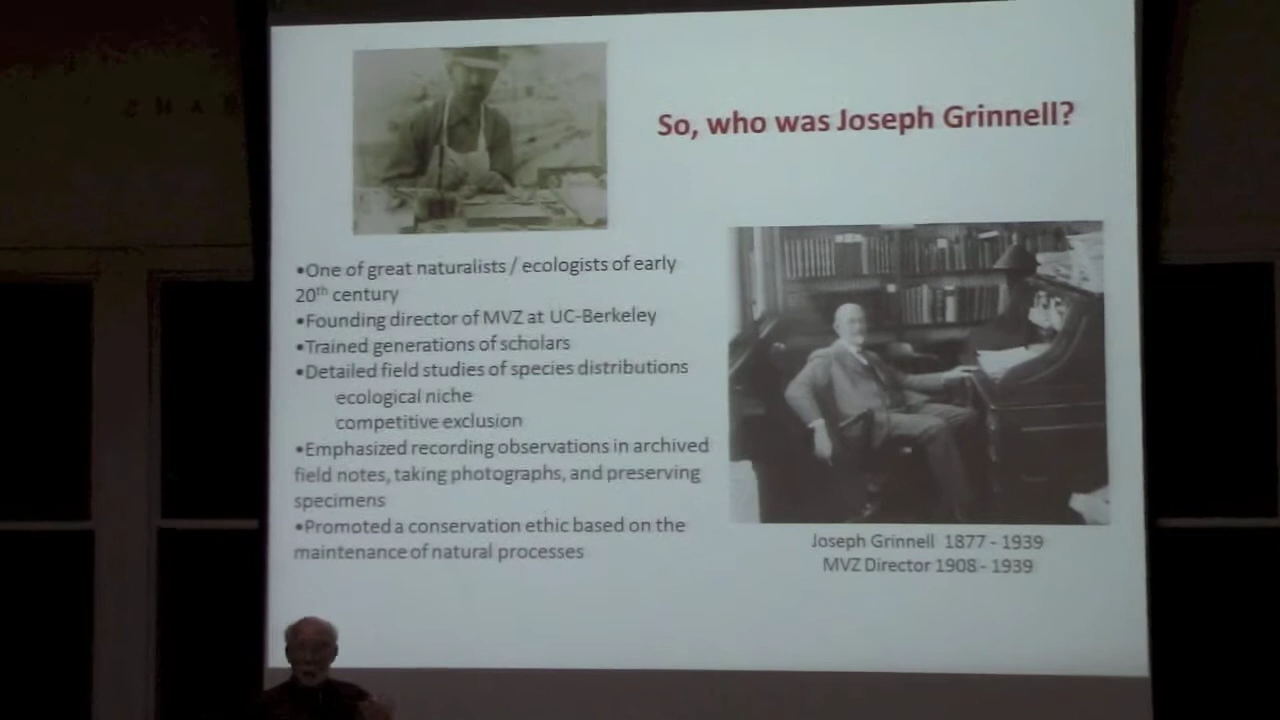 So, who was Joseph Grinnell?
•One of great naturalists / ecologists of early
20th century
•Founding director of MVZ at UC-Berkeley
•Trained generations of scholars
•Detailed field studies of species distributions
ecological niche
competitive exclusion
•Emphasized recording observations in archived
field notes, taking photographs, and preserving
specimens
•Promoted a conservation ethic based on the
maintenance of natural processes
Joseph Grinnell 1877 - 1939
MVZ Director 1908 - 1939